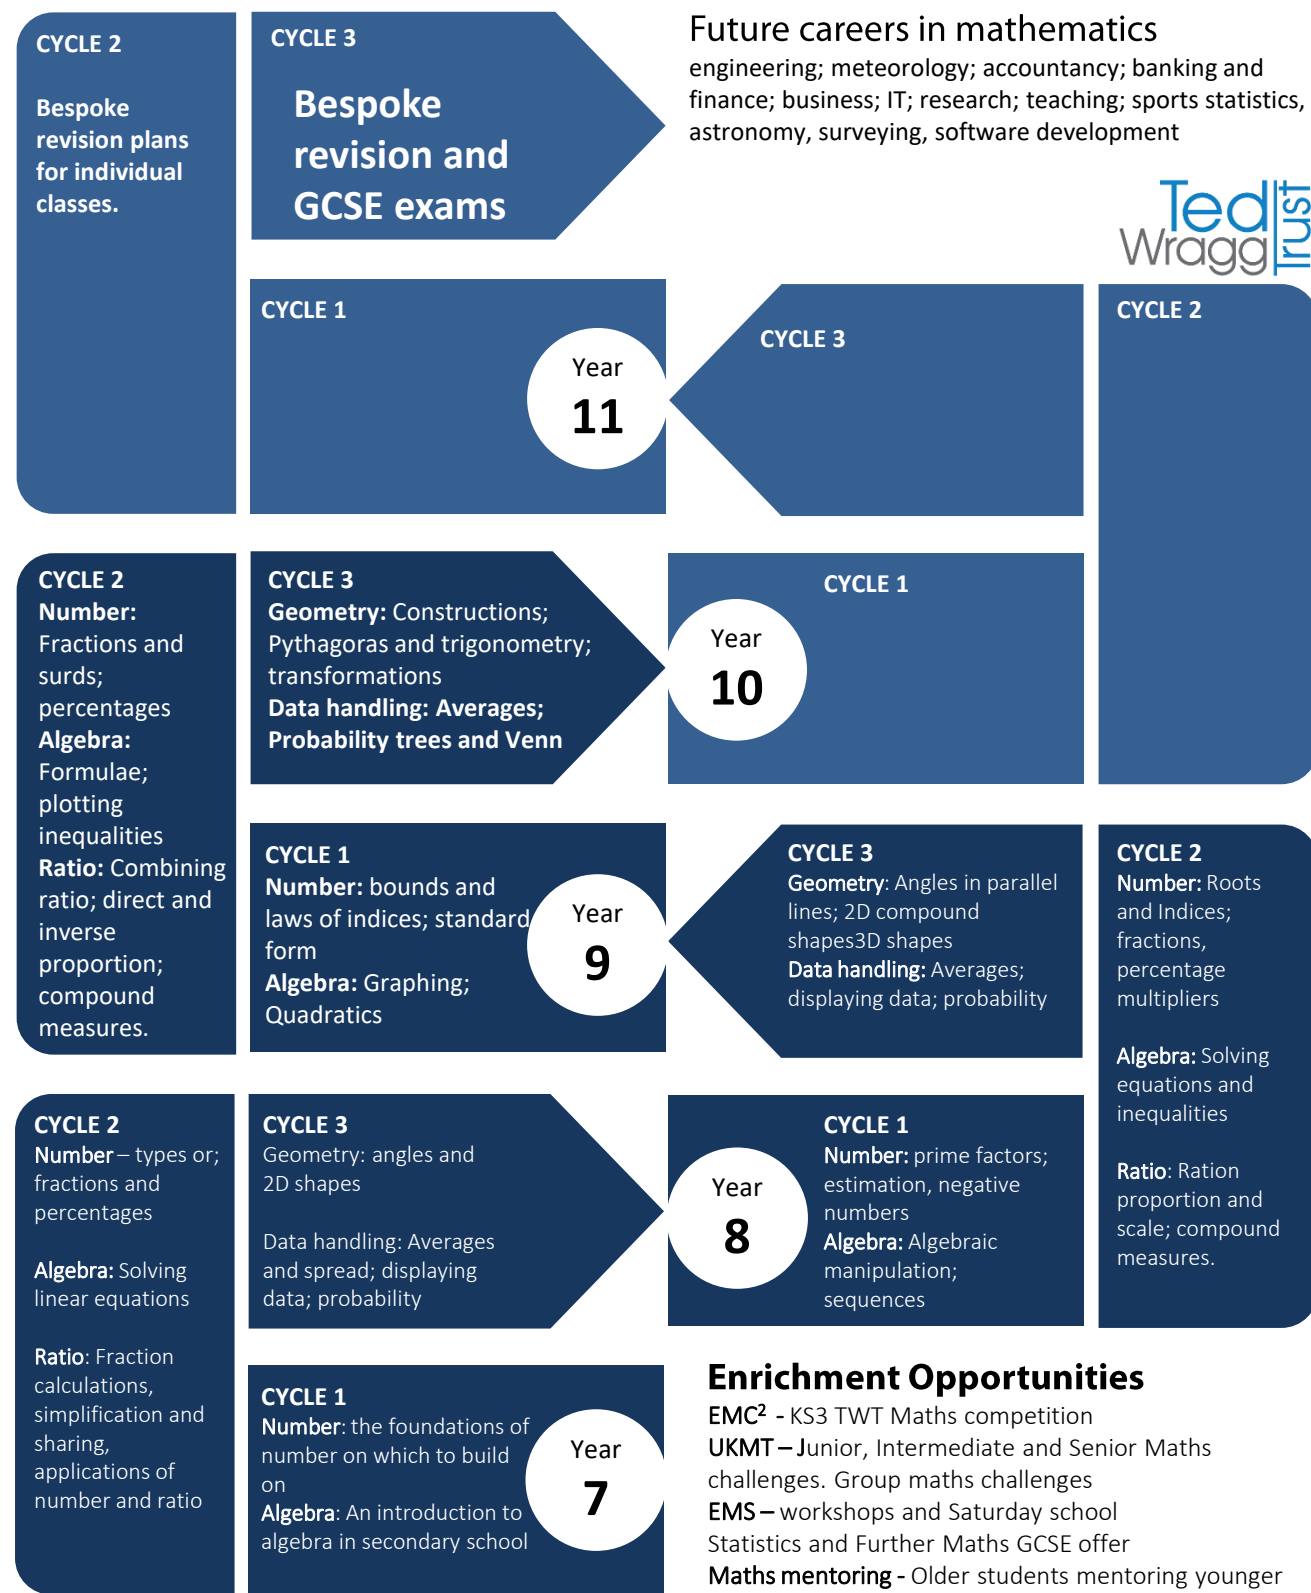 CYCLE 2
Bespoke
revision plans
for individual
classes.
CYCLE 3
Bespoke
revision and
GCSE exams
Future careers in mathematics
engineering; meteorology; accountancy; banking and
finance; business; IT; research; teaching; sports statistics,
astronomy, surveying, software development
Ted
Wragg
Trust
CYCLE 1
Year
11
CYCLE 3
CYCLE 2
CYCLE 2
Number:
Fractions and
surds;
percentages
Algebra:
Formulae;
plotting
inequalities
Ratio: Combining
ratio; direct and
inverse
proportion;
compound
measures.
CYCLE 3
Geometry: Constructions;
Pythagoras and trigonometry;
transformations
Data handling: Averages;
Probability trees and Venn
Year
10
CYCLE 1
CYCLE 1
Number: bounds and
laws of indices; standard
form
Algebra: Graphing;
Quadratics
Year
9
CYCLE 3
Geometry: Angles in parallel
lines; 2D compound
shapes3D shapes
Data handling: Averages;
displaying data; probability
CYCLE 2
Number: Roots
and Indices;
fractions,
percentage
multipliers
Algebra: Solving
equations and
inequalities
Ratio: Ration
proportion and
scale; compound
measures.
CYCLE 2
Number – types or;
fractions and
percentages
Algebra: Solving
linear equations
Ratio: Fraction
calculations,
simplification and
sharing,
applications of
number and ratio
CYCLE 3
Geometry: angles and
2D shapes
Data handling: Averages
and spread; displaying
data; probability
Year
8
CYCLE 1
Number: prime factors;
estimation, negative
numbers
Algebra: Algebraic
manipulation;
sequences
CYCLE 1
Number: the foundations of
number on which to build
on
Algebra: An introduction to
algebra in secondary school
Year
7
Enrichment Opportunities
EMC² - KS3 TWT Maths competition
UKMT – Junior, Intermediate and Senior Maths
challenges. Group maths challenges
EMS – workshops and Saturday school
Statistics and Further Maths GCSE offer
Maths mentoring - Older students mentoring younger